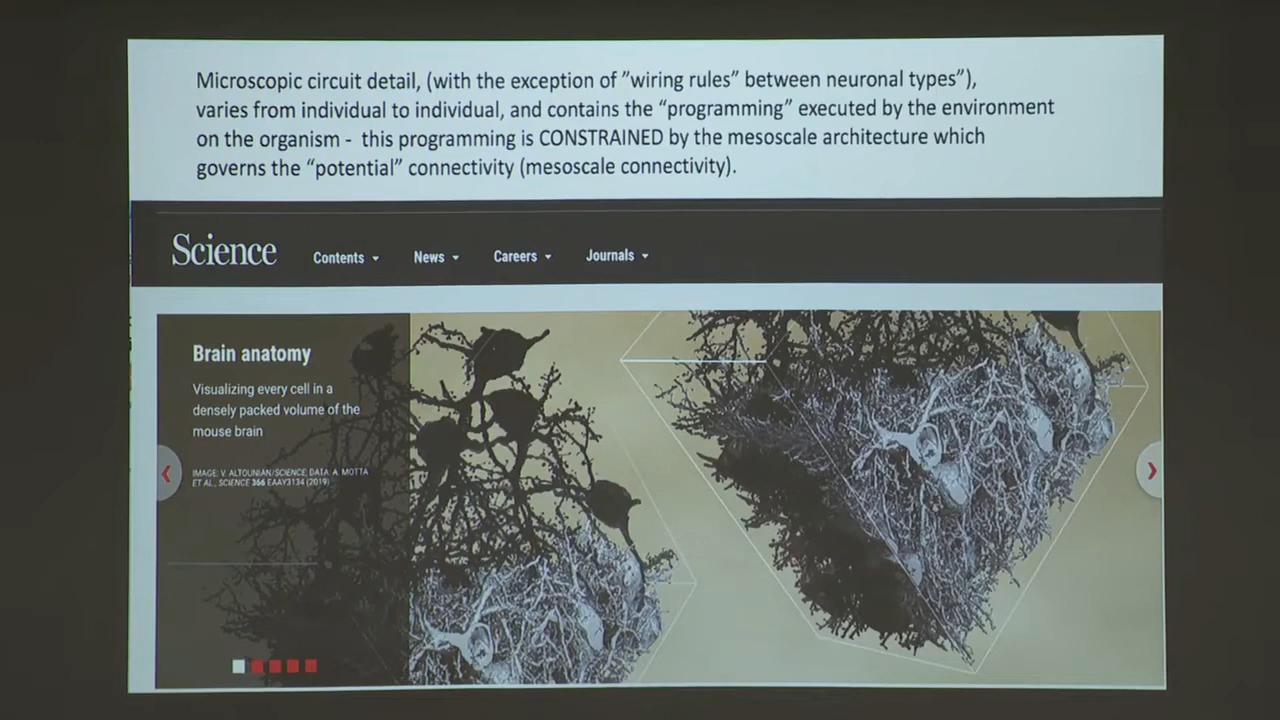 Microscopic circuit detail, (with the exception of ”wiring rules” between neuronal types”),
varies from individual to individual, and contains the “programming” executed by the environment
on the organism - this programming is CONSTRAINED by the mesoscale architecture which
governs the “potential” connectivity (mesoscale connectivity).
Science Contents News Careers Journals
Brain anatomy
Visualizing every cell in a
densely packed volume of the
mouse brain
IMAGE: V. ALTOUNIAN/SCIENCE; DATA: A. MOTTA
ET AL., SCIENCE 366 EAAY3134 (2019)